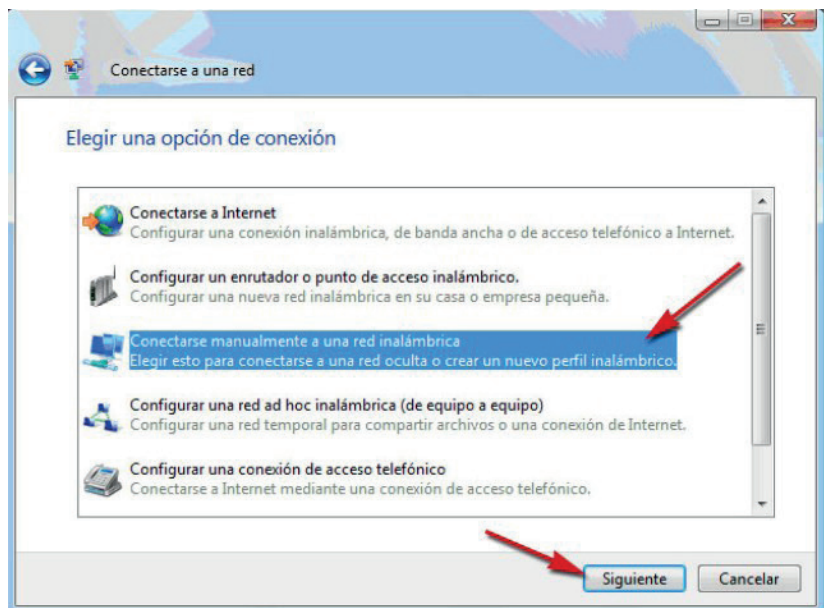 Conectarse a una red
Elegir una opción de conexión
Conectarse a Internet
Configurar una conexión inalámbrica, de banda ancha o de acceso telefónico a Internet.
Configurar un enrutador o punto de acceso inalámbrico.
Configurar una nueva red inalámbrica en su casa o empresa pequeña.
Conectarse manualmente a una red inalámbrica
Elegir esto para conectarse a una red oculta o crear un nuevo perfil inalámbrico.
Configurar una red ad hoc inalámbrica (de equipo a equipo)
Configurar una red temporal para compartir archivos o una conexión de Internet.
Configurar una conexión de acceso telefónico
Conectarse a Internet mediante una conexión de acceso telefónico.
Siguiente
Cancelar